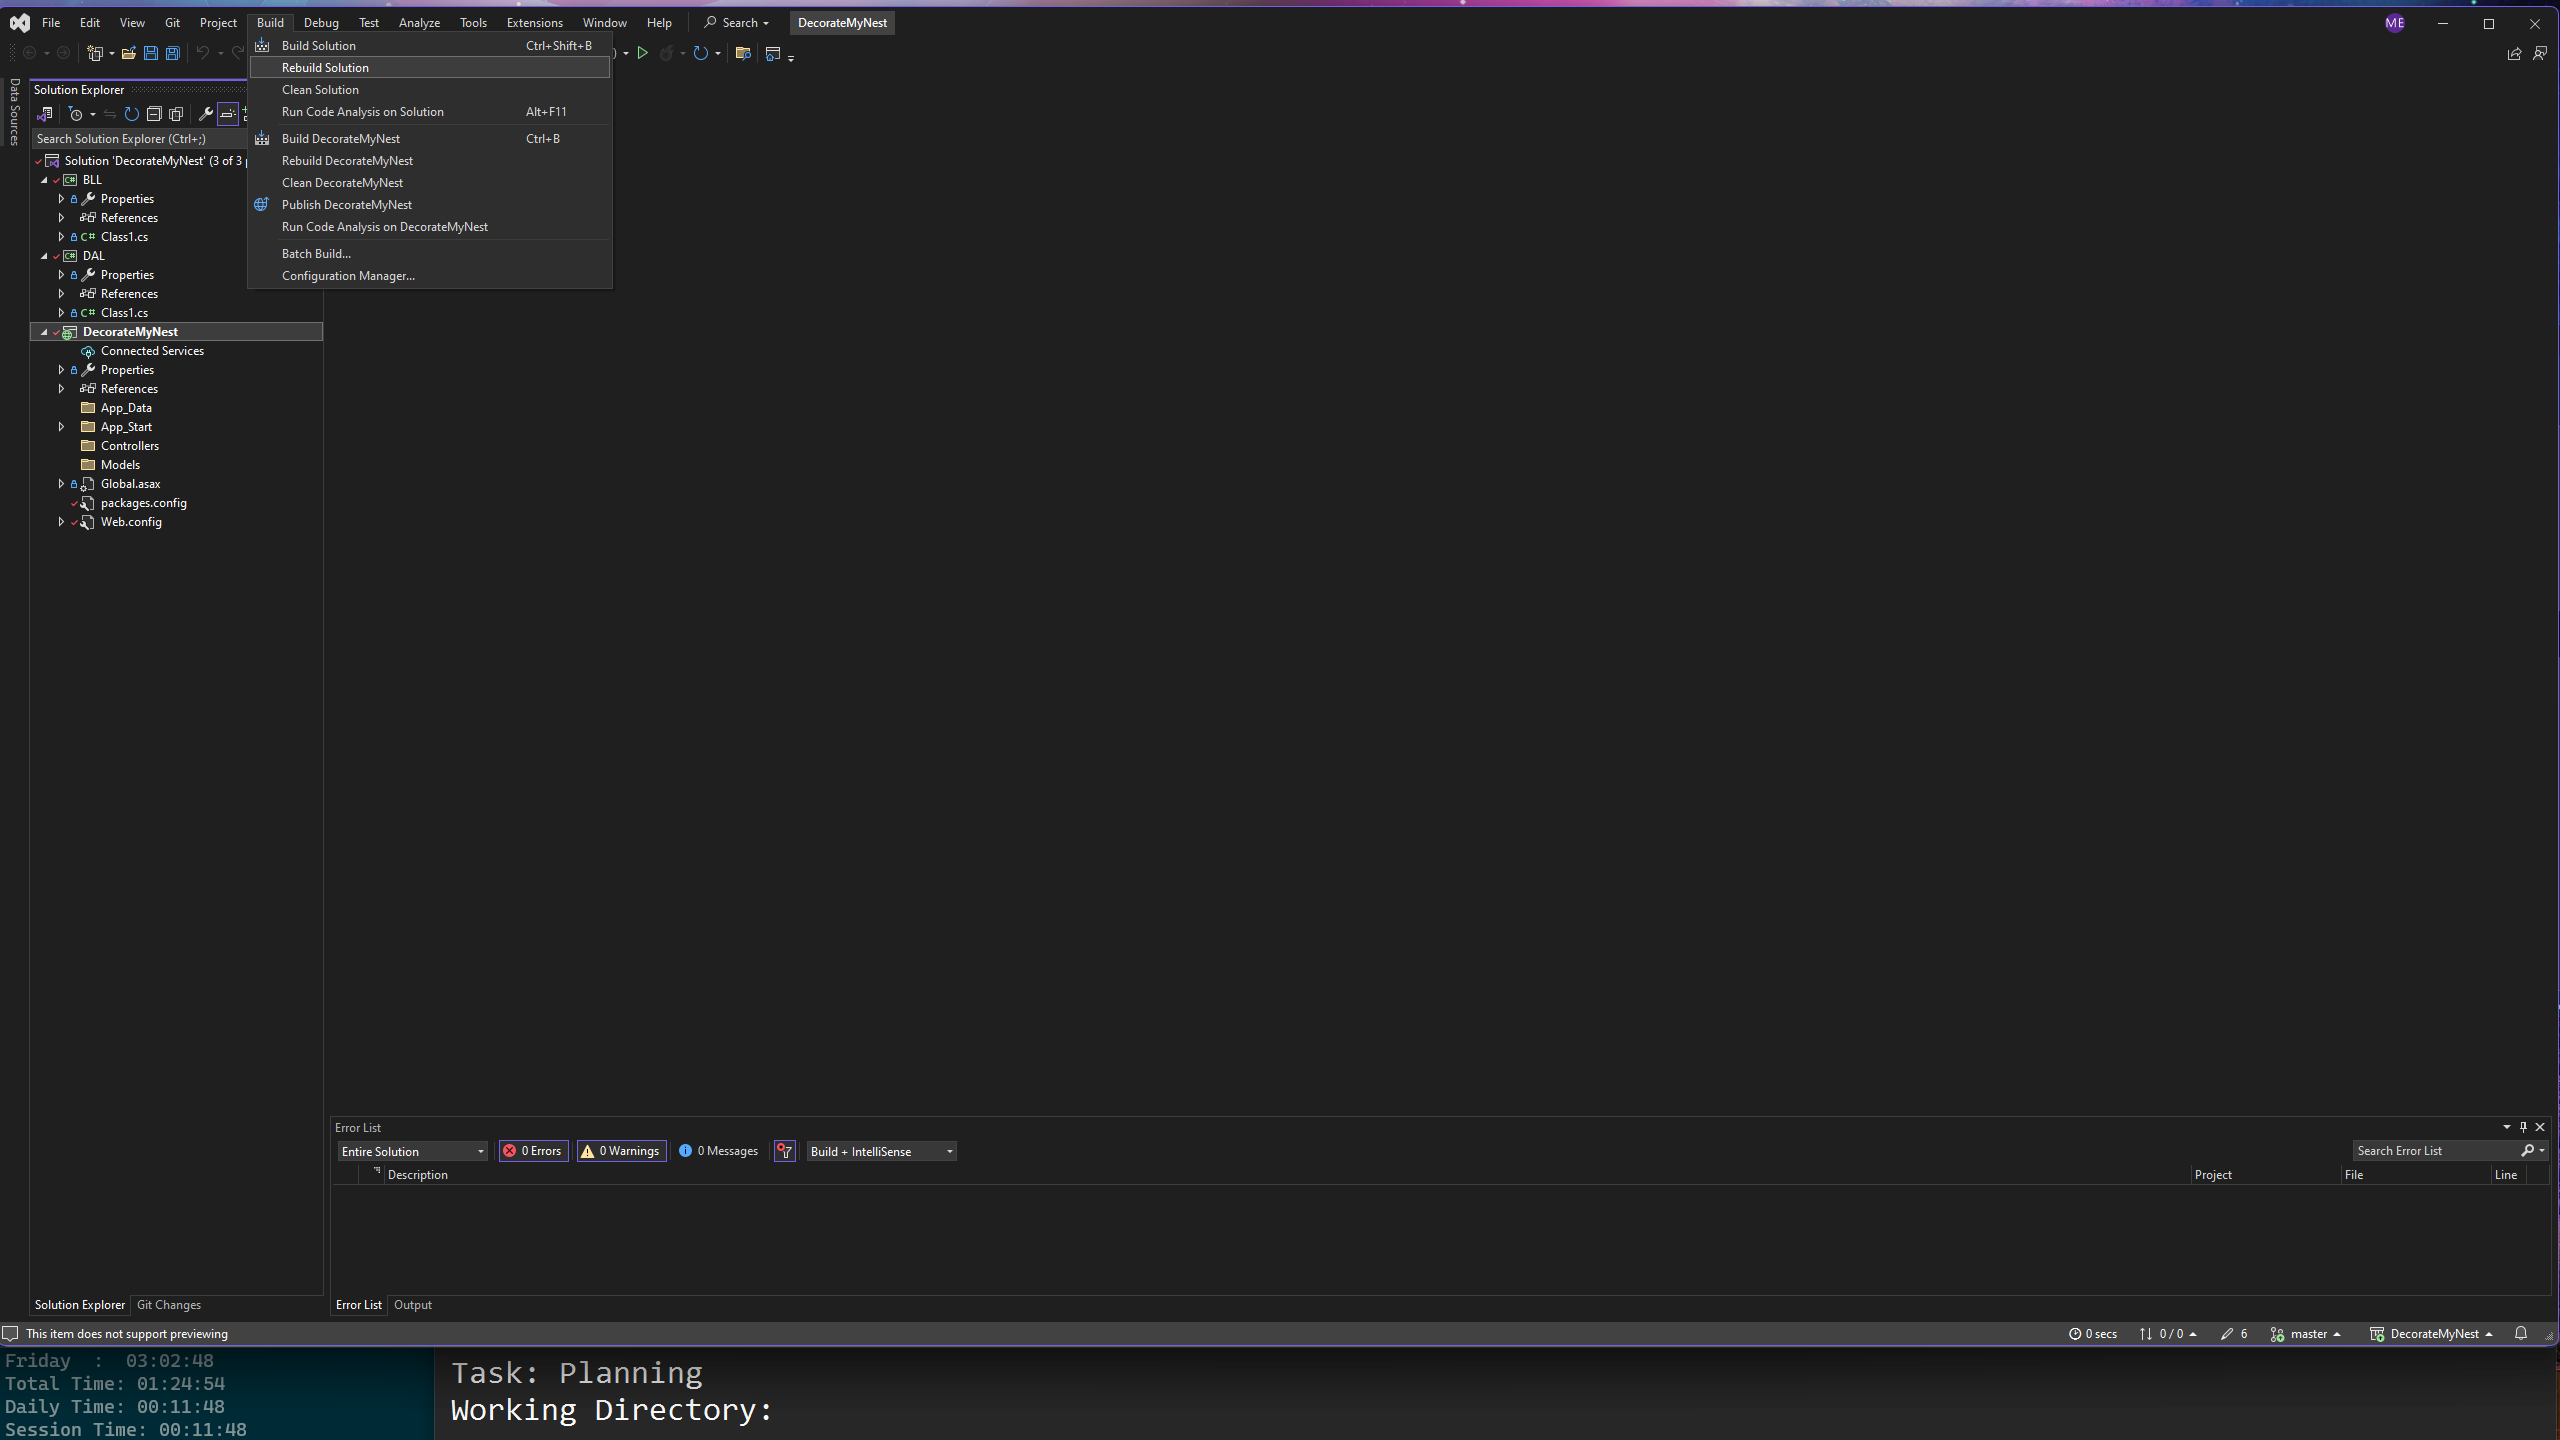 File Edit View Git Project Build Debug Test Analyze Tools Extensions Window Help Search DecorateMyNest ME
Data Sources
Build Solution Ctrl+Shift+B
Rebuild Solution
Clean Solution
Run Code Analysis on Solution Alt+F11
Build DecorateMyNest Ctrl+B
Rebuild DecorateMyNest
Clean DecorateMyNest
Publish DecorateMyNest
Run Code Analysis on DecorateMyNest
Batch Build...
Configuration Manager...
Solution Explorer
Search Solution Explorer (Ctrl+;)
Solution 'DecorateMyNest' (3 of 3
BLL
Properties
References
C# Class1.cs
DAL
Properties
References
C# Class1.cs
DecorateMyNest
Connected Services
Properties
References
App_Data
App_Start
Controllers
Models
Global.asax
packages.config
Web.config
Solution Explorer Git Changes
Error List
Entire Solution 0 Errors 0 Warnings 0 Messages Build + IntelliSense Search Error List
Description Project File Line
Error List Output
This item does not support previewing 0 secs 0 / 0 6 master DecorateMyNest
Friday : 03:02:48
Total Time: 01:24:54
Daily Time: 00:11:48
Session Time: 00:11:48
Task: Planning
Working Directory: